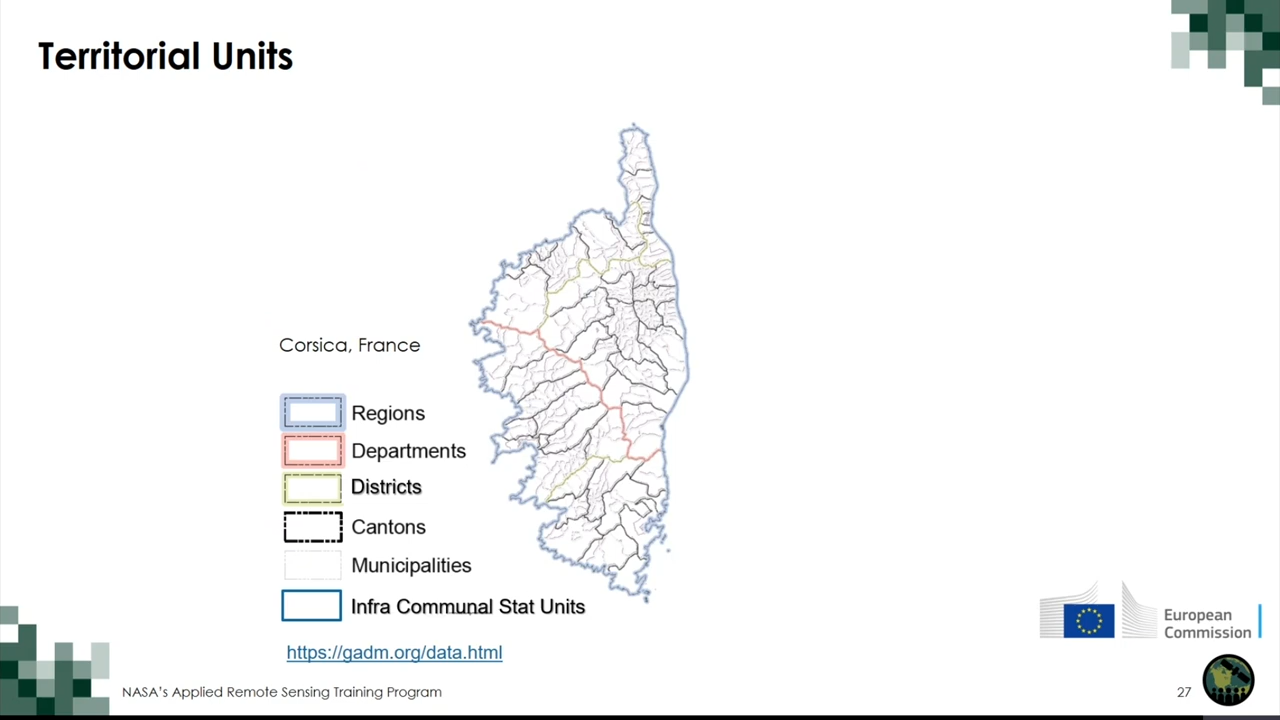 Territorial Units
Corsica, France
Regions
Departments
Districts
Cantons
Municipalities
Infra Communal Stat Units
https://gadm.org/data.html
European
Commission
NASA's Applied Remote Sensing Training Program
27